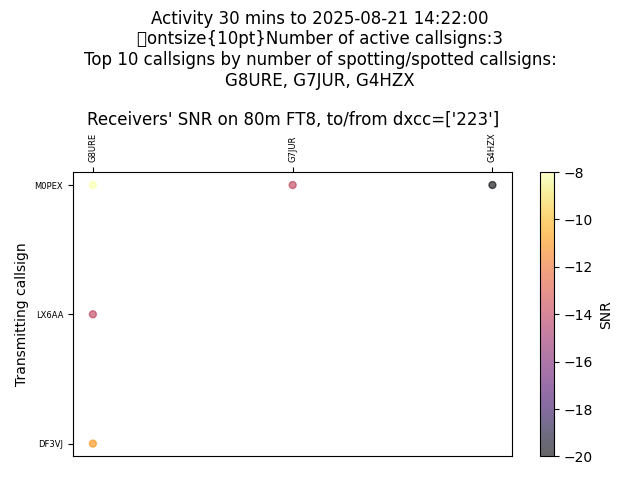 Activity 30 mins to 2025-08-21 14:22:00
▯ontsize{10pt}Number of active callsigns:3
Top 10 callsigns by number of spotting/spotted callsigns:
G8URE, G7JUR, G4HZX
Receivers' SNR on 80m FT8, to/from dxcc=['223']
G8URE
G7JUR
G4HZX
M0PEX
LX6AA
DF3VJ
Transmitting callsign
−8
−10
−12
−14
−16
−18
−20
SNR